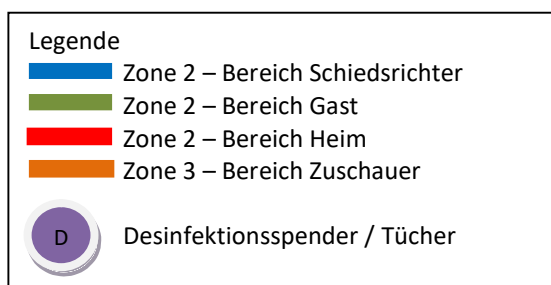 Legende
Zone 2 – Bereich Schiedsrichter
Zone 2 – Bereich Gast
Zone 2 – Bereich Heim
Zone 3 – Bereich Zuschauer
D Desinfektionsspender / Tücher